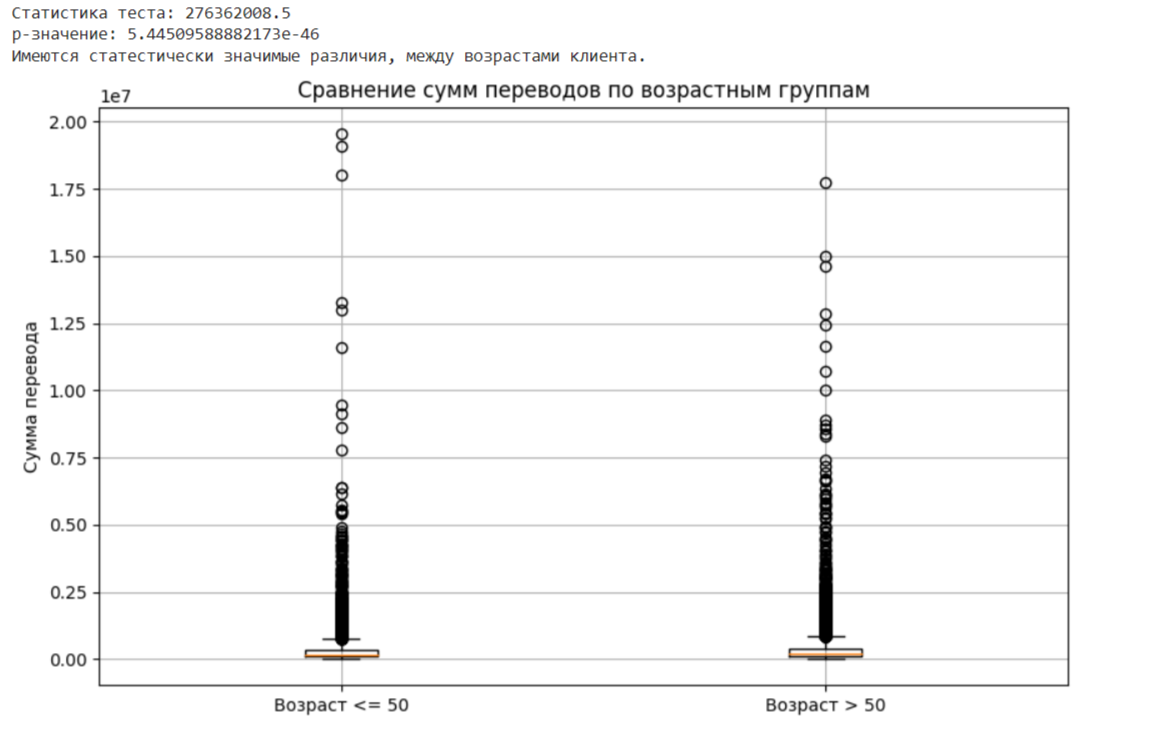 Статистика теста: 276362008.5
p-значение: 5.44509588882173e-46
Имеются статестически значимые различия, между возрастами клиента.
Сравнение сумм переводов по возрастным группам
1e7
2.00
1.75
1.50
1.25
1.00
0.75
0.50
0.25
0.00
Сумма перевода
Возраст <= 50
Возраст > 50